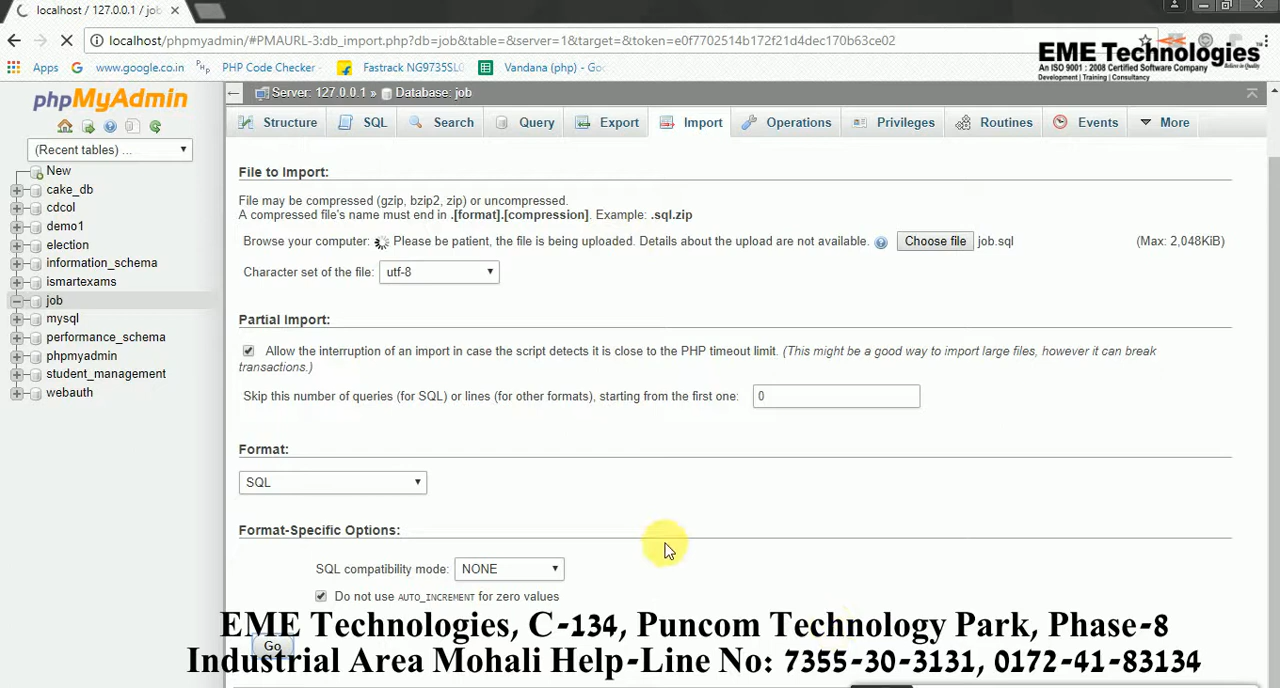 localhost / 127.0.0.1 / job
localhost/phpmyadmin/#PMAURL-3:db_import.php?db=job&table=&server=1&target=&token=e0f7702514b172f21d4dec170b63ce02
EME Technologies
An ISO 9001 : 2008 Certified Software Company
Development | Training | Consultancy
Apps www.google.co.in PHP Code Checker Fastrack NG9735SL Vandana (php) - Go
phpMyAdmin
Server: 127.0.0.1 » Database: job
Structure SQL Search Query Export Import Operations Privileges Routines Events More
(Recent tables) ...
New
cake_db
cdcol
demo1
election
information_schema
ismartexams
job
mysql
performance_schema
phpmyadmin
student_management
webauth
File to Import:
File may be compressed (gzip, bzip2, zip) or uncompressed.
A compressed file's name must end in .[format].[compression]. Example: .sql.zip
Browse your computer: Please be patient, the file is being uploaded. Details about the upload are not available. Choose file job.sql (Max: 2,048KiB)
Character set of the file: utf-8
Partial Import:
Allow the interruption of an import in case the script detects it is close to the PHP timeout limit. (This might be a good way to import large files, however it can break
transactions.)
Skip this number of queries (for SQL) or lines (for other formats), starting from the first one: 0
Format:
SQL
Format-Specific Options:
SQL compatibility mode: NONE
Do not use AUTO_INCREMENT for zero values
Go
EME Technologies, C-134, Puncom Technology Park, Phase-8
Industrial Area Mohali Help-Line No: 7355-30-3131, 0172-41-83134